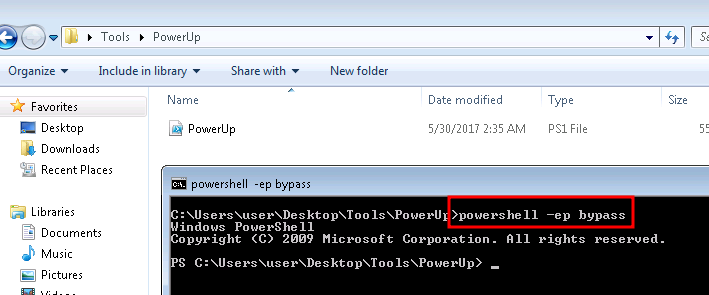 Tools PowerUp Se
Organize Include in library Share with New folder
Favorites
Desktop
Downloads
Recent Places
Libraries
Documents
Music
Pictures
Name Date modified Type Size
PowerUp 5/30/2017 2:35 AM PS1 File 55
powershell -ep bypass
C:\Users\user\Desktop\Tools\PowerUp>powershell -ep bypass
Windows PowerShell
Copyright (C) 2009 Microsoft Corporation. All rights reserved.
PS C:\Users\user\Desktop\Tools\PowerUp> _